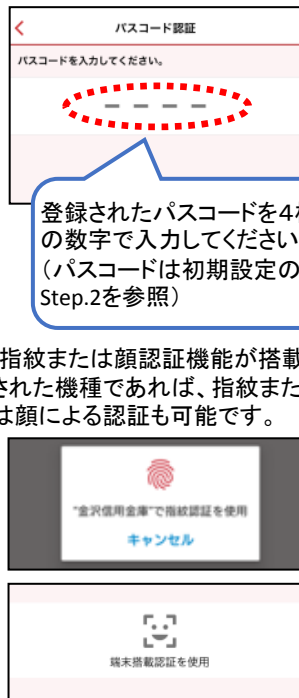 パスコード認証
パスコードを入力してください。
登録されたパスコードを4
の数字で入力してください
（パスコードは初期設定の
Step.2を参照）
指紋または顔認証機能が搭載
された機種であれば、指紋また
は顔による認証も可能です。
"金沢信用金庫"で指紋認証を使用
キャンセル
端末搭載認証を使用